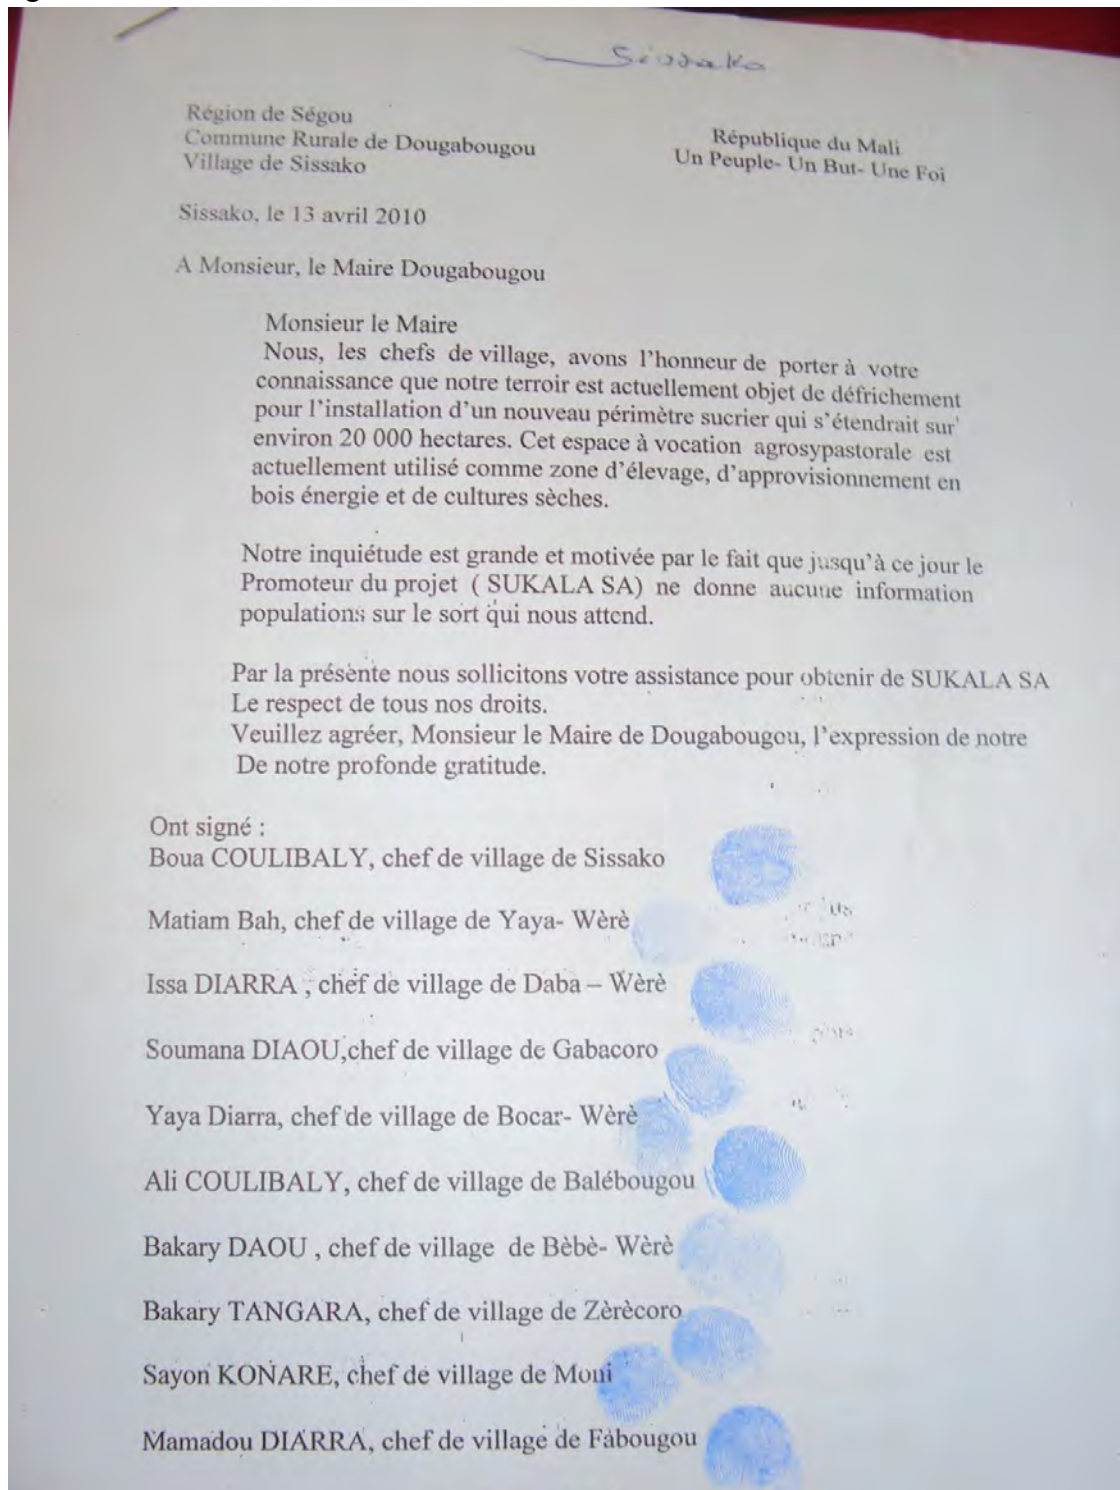 Sissako
Région de Ségou
Commune Rurale de Dougabougou
Village de Sissako
République du Mali
Un Peuple- Un But- Une Foi
Sissako, le 13 avril 2010
A Monsieur, le Maire Dougabougou
Monsieur le Maire
Nous, les chefs de village, avons l'honneur de porter à votre
connaissance que notre terroir est actuellement objet de défrichement
pour l'installation d'un nouveau périmètre sucrier qui s'étendrait sur
environ 20 000 hectares. Cet espace à vocation agrosypastorale est
actuellement utilisé comme zone d'élevage, d'approvisionnement en
bois énergie et de cultures sèches.
Notre inquiétude est grande et motivée par le fait que jusqu'à ce jour le
Promoteur du projet ( SUKALA SA) ne donne aucune information
populations sur le sort qui nous attend.
Par la présente nous sollicitons votre assistance pour obtenir de SUKALA SA
Le respect de tous nos droits.
Veuillez agréer, Monsieur le Maire de Dougabougou, l'expression de notre
De notre profonde gratitude.
Ont signé :
Boua COULIBALY, chef de village de Sissako
Matiam Bah, chef de village de Yaya- Wèrè
Issa DIARRA , chef de village de Daba – Wèrè
Soumana DIAOU,chef de village de Gabacoro
Yaya Diarra, chef de village de Bocar- Wèrè
Ali COULIBALY, chef de village de Balébougou
Bakary DAOU , chef de village de Bèbè- Wèrè
Bakary TANGARA, chef de village de Zèrècoro
Sayon KONARE, chef de village de Moni
Mamadou DIARRA, chef de village de Fabougou